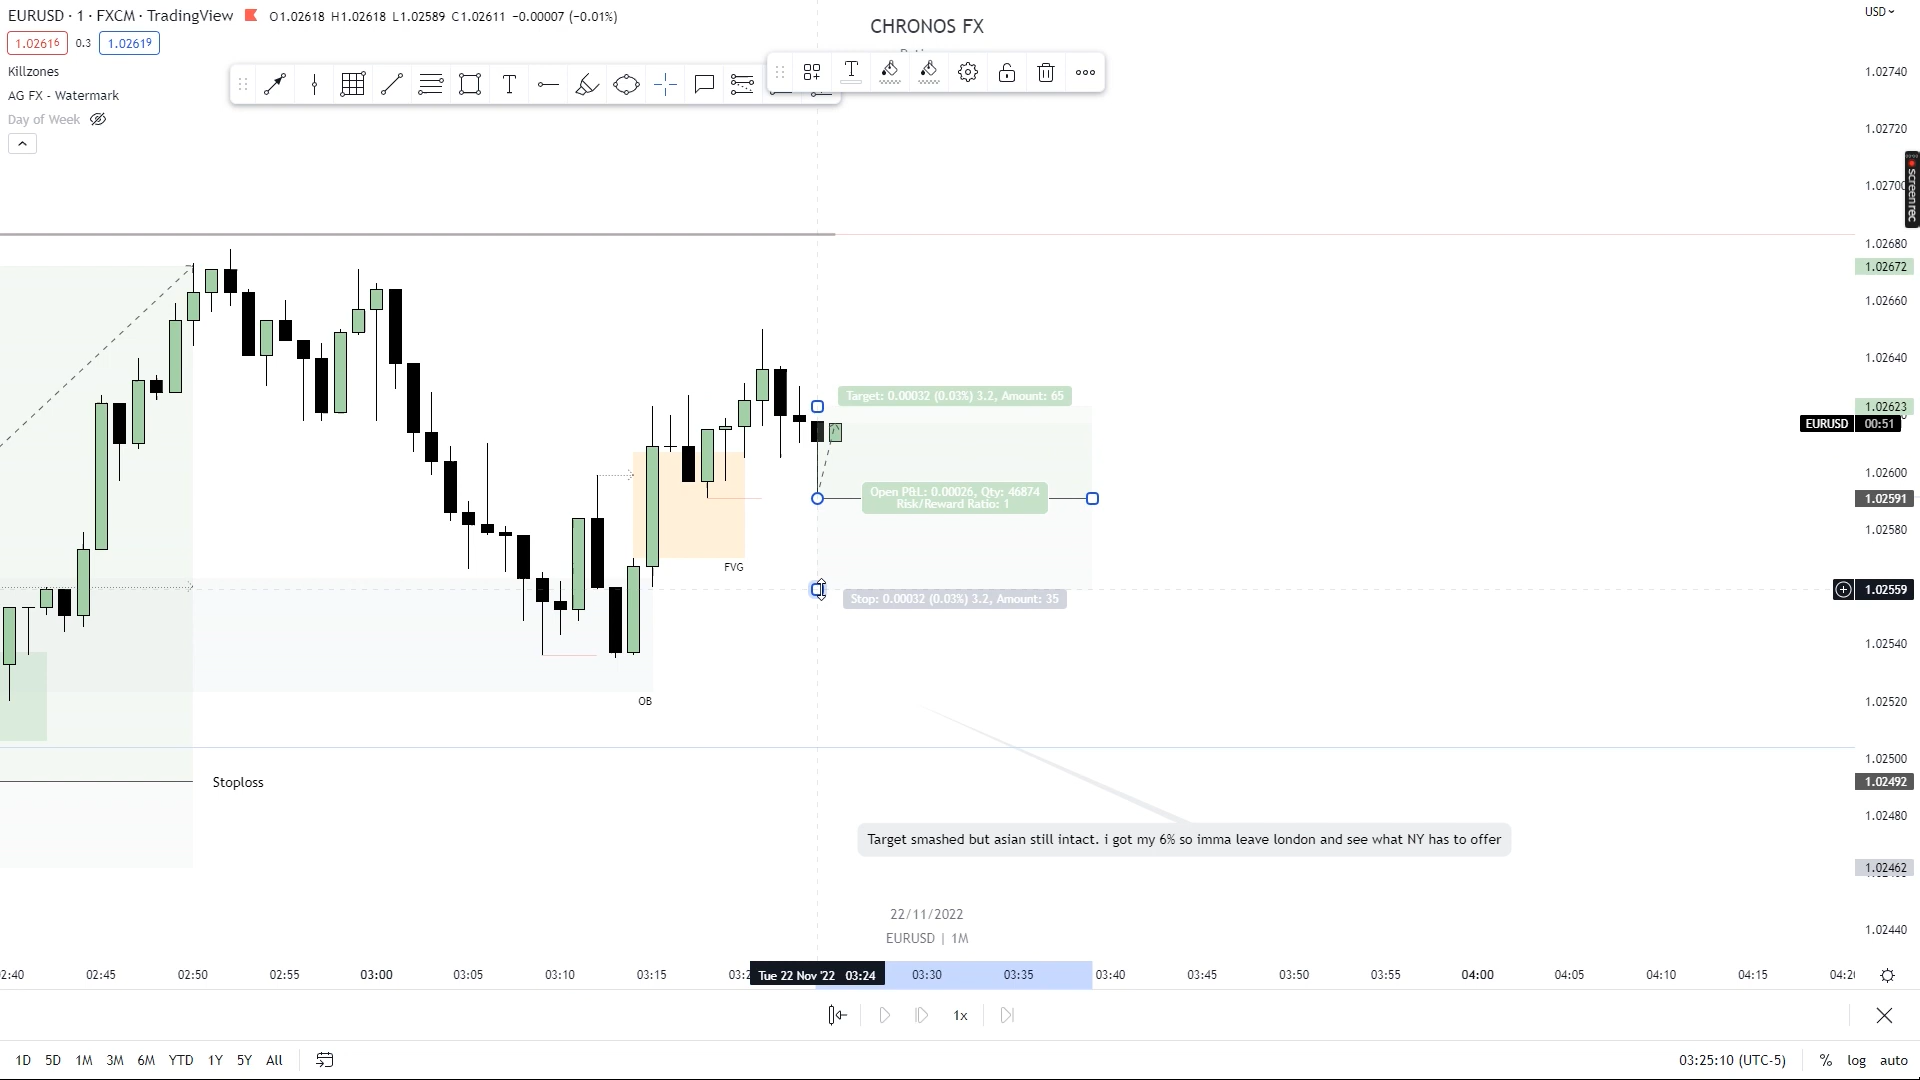 EURUSD · 1 · FXCM · TradingView O1.02618 H1.02618 L1.02589 C1.02611 −0.00007 (−0.01%)
1.02616 0.3 1.02619
Killzones
AG FX - Watermark
Day of Week
CHRONOS FX
USD
1.02740
1.02720
1.02700
screenrec
1.02680
1.02672
1.02660
1.02640
1.02623
EURUSD 00:51
1.02600
1.02591
1.02580
1.02559
1.02540
1.02520
1.02500
1.02492
1.02480
1.02462
1.02440
Target: 0.00032 (0.03%) 3.2, Amount: 65
Open P&L: 0.00026, Qty: 46874
Risk/Reward Ratio: 1
Stop: 0.00032 (0.03%) 3.2, Amount: 35
FVG
OB
Stoploss
Target smashed but asian still intact. i got my 6% so imma leave london and see what NY has to offer
22/11/2022
EURUSD | 1M
2:40 02:45 02:50 02:55 03:00 03:05 03:10 03:15 03:2 Tue 22 Nov '22 03:24 03:30 03:35 03:40 03:45 03:50 03:55 04:00 04:05 04:10 04:15 04:20
1x
1D 5D 1M 3M 6M YTD 1Y 5Y All 03:25:10 (UTC-5) % log auto